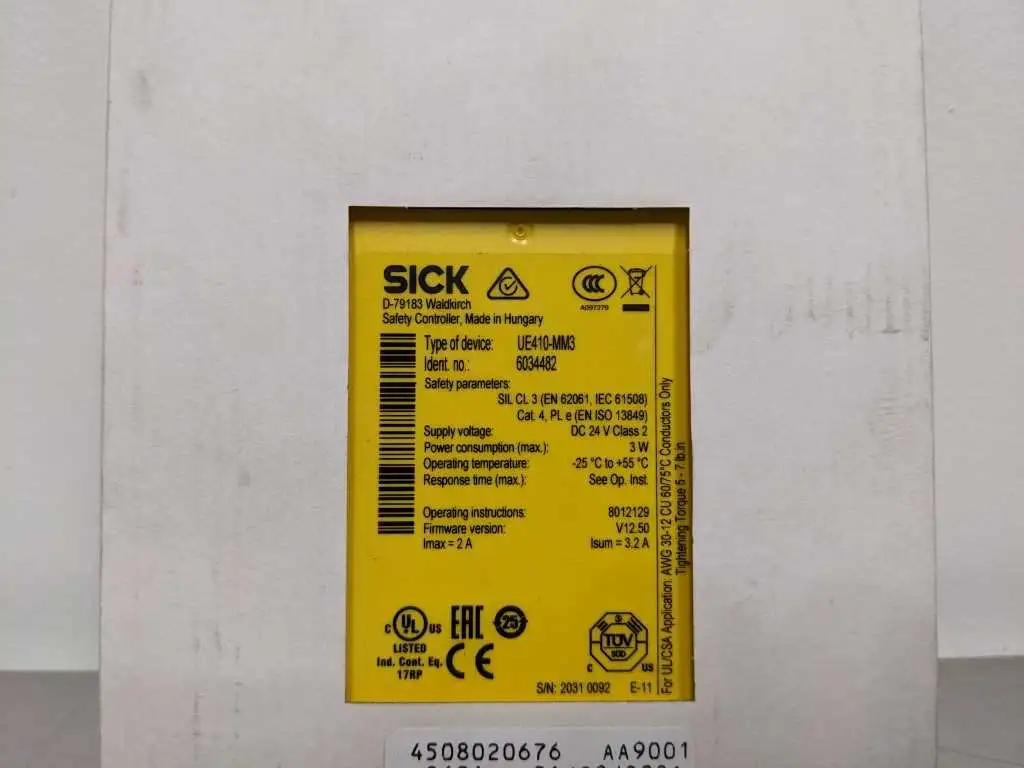 SICK
D-79183 Waldkirch
Safety Controller, Made in Hungary
A097279
Type of device: UE410-MM3
Ident. no.: 6034482
Safety parameters:
SIL CL 3 (EN 62061, IEC 61508)
Cat. 4, PL e (EN ISO 13849)
Supply voltage: DC 24 V Class 2
Power consumption (max.): 3 W
Operating temperature: -25 °C to +55 °C
Response time (max.): See Op. Inst.
Operating instructions: 8012129
Firmware version: V12.50
Imax = 2 A Isum = 3.2 A
For UL/CSA Application: AWG 30-12 CU 60/75°C Conductors Only
Tightening Torque 5 - 7 lb.in
C UL US EAC 25
LISTED
Ind. Cont. Eq. CE
17RP
TÜV
SÜD
C US
S/N: 2031 0092 E-11
4508020676 AA9001